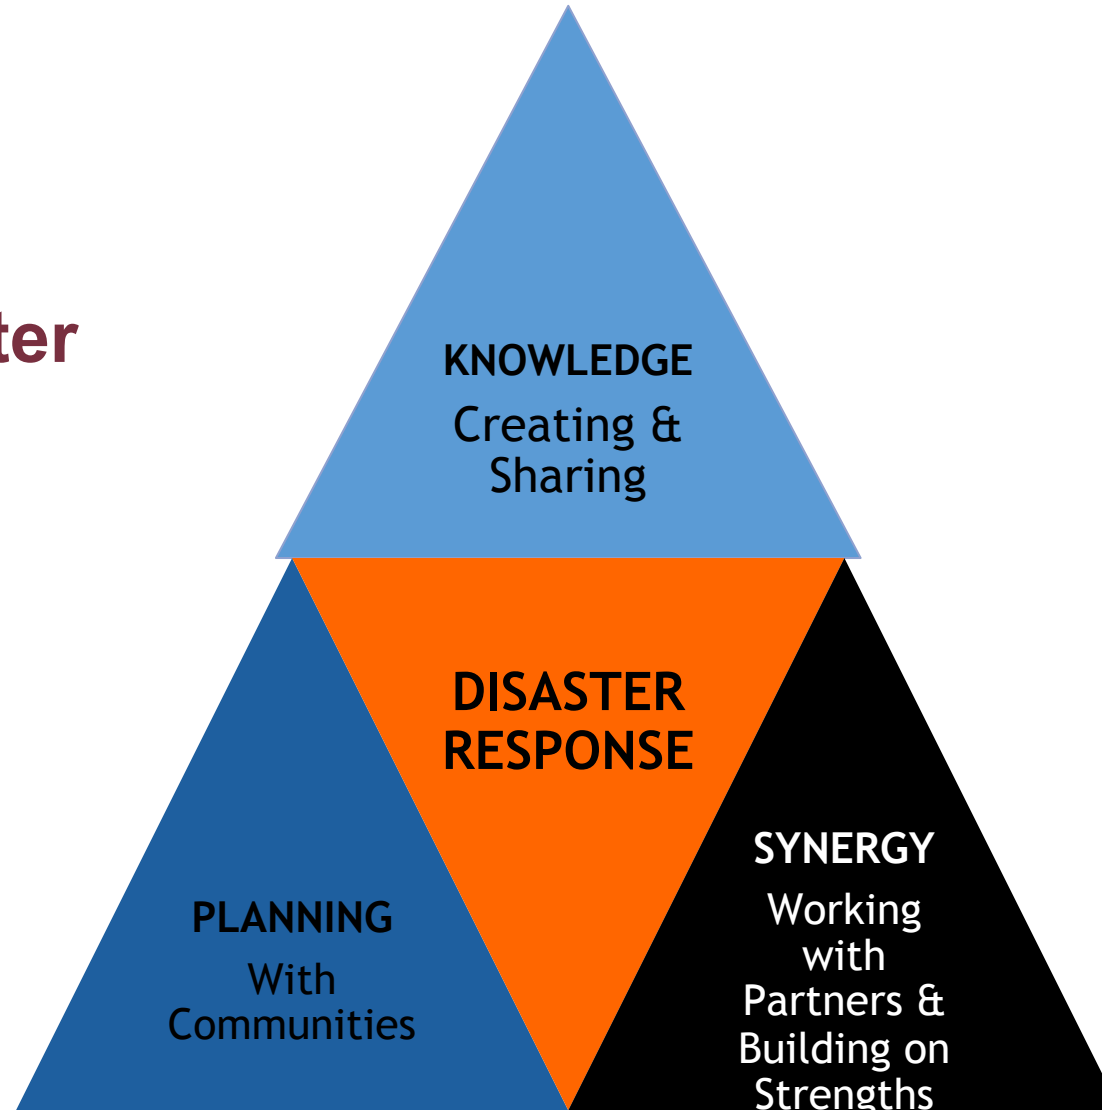 ter
KNOWLEDGE
Creating &
Sharing
DISASTER
RESPONSE
SYNERGY
Working
with
Partners &
Building on
Strengths
PLANNING
With
Communities